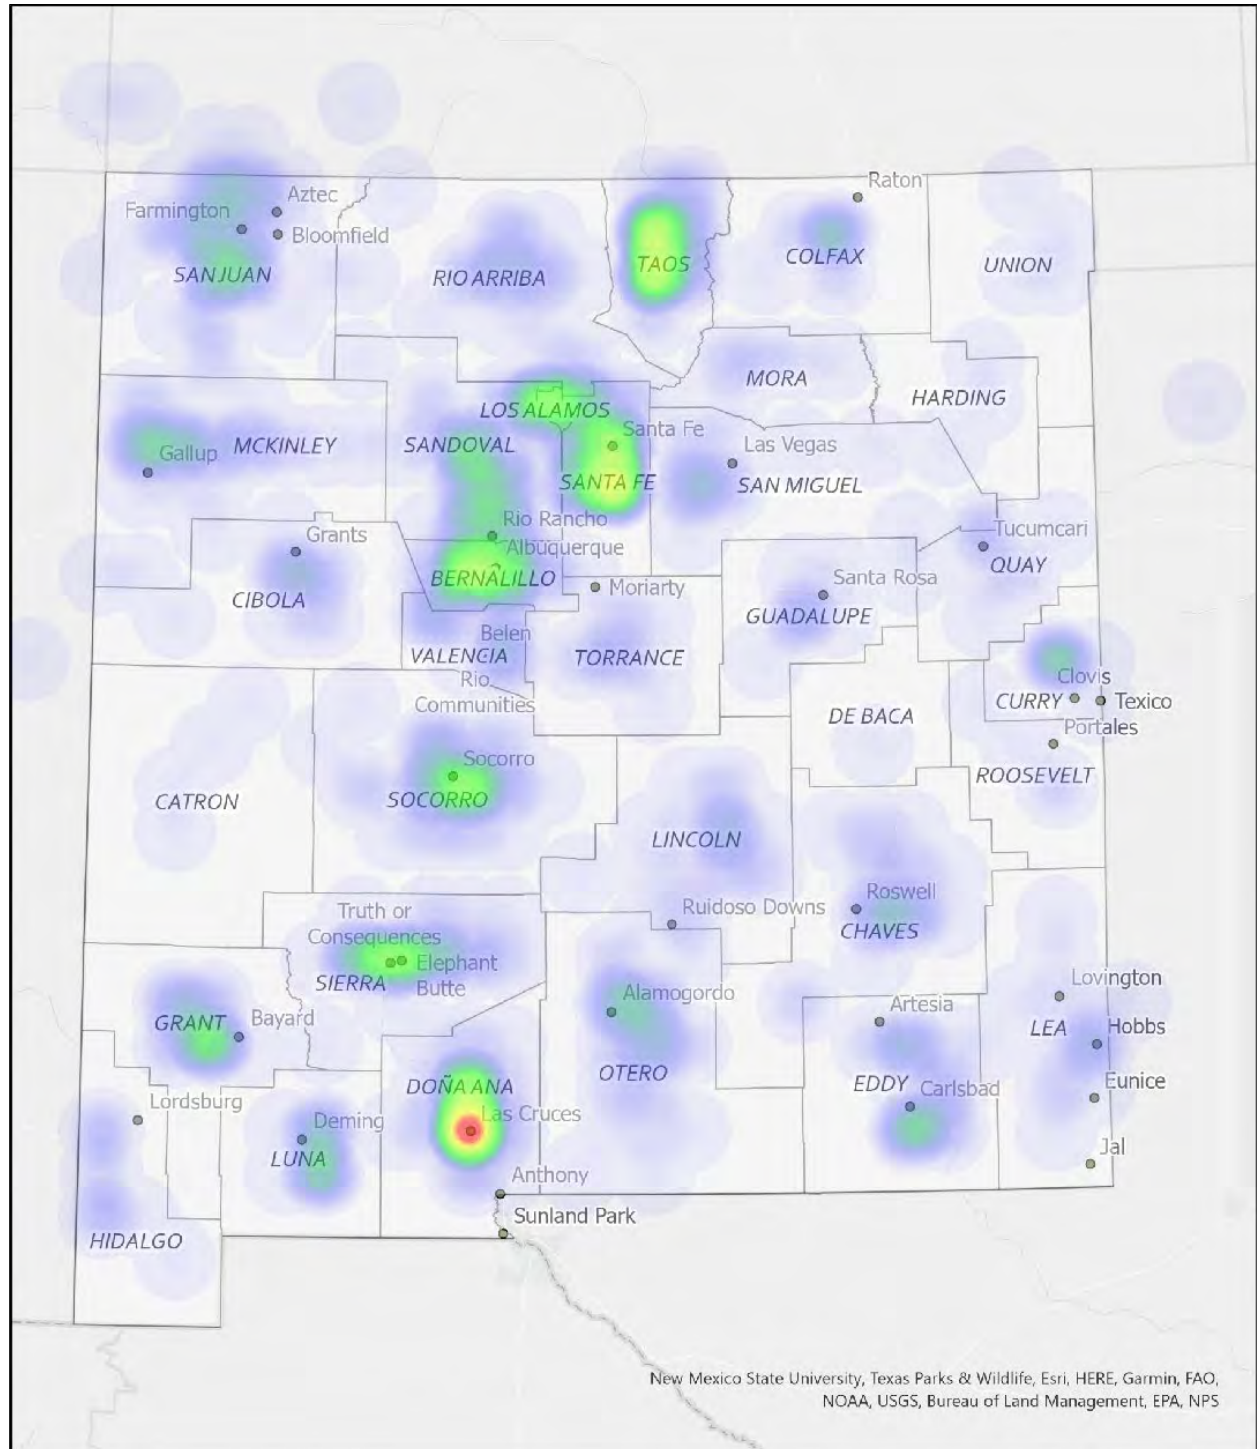 Raton
Aztec
Farmington
Bloomfield
SAN JUAN
RIO ARRIBA
TAOS
COLFAX
UNION
MORA
HARDING
LOS ALAMOS
Santa Fe
SANDOVAL
MCKINLEY
Gallup
Las Vegas
SANTA FE
SAN MIGUEL
Rio Rancho
Tucumcari
Grants
Albuquerque
QUAY
BERNALILLO
Moriarty
Santa Rosa
CIBOLA
GUADALUPE
Belen
VALENCIA
TORRANCE
Rio
Communities
Clovis
CURRY
Texico
DE BACA
Portales
Socorro
ROOSEVELT
CATRON
SOCORRO
LINCOLN
Roswell
Truth or
Consequences
Ruidoso Downs
CHAVES
SIERRA
Elephant
Butte
Alamogordo
Lovington
Artesia
GRANT
Bayard
LEA
Hobbs
OTERO
DOÑA ANA
EDDY
Carlsbad
Eunice
Lordsburg
Deming
Las Cruces
LUNA
Jal
Anthony
Sunland Park
HIDALGO
New Mexico State University, Texas Parks & Wildlife, Esri, HERE, Garmin, FAO,
NOAA, USGS, Bureau of Land Management, EPA, NPS